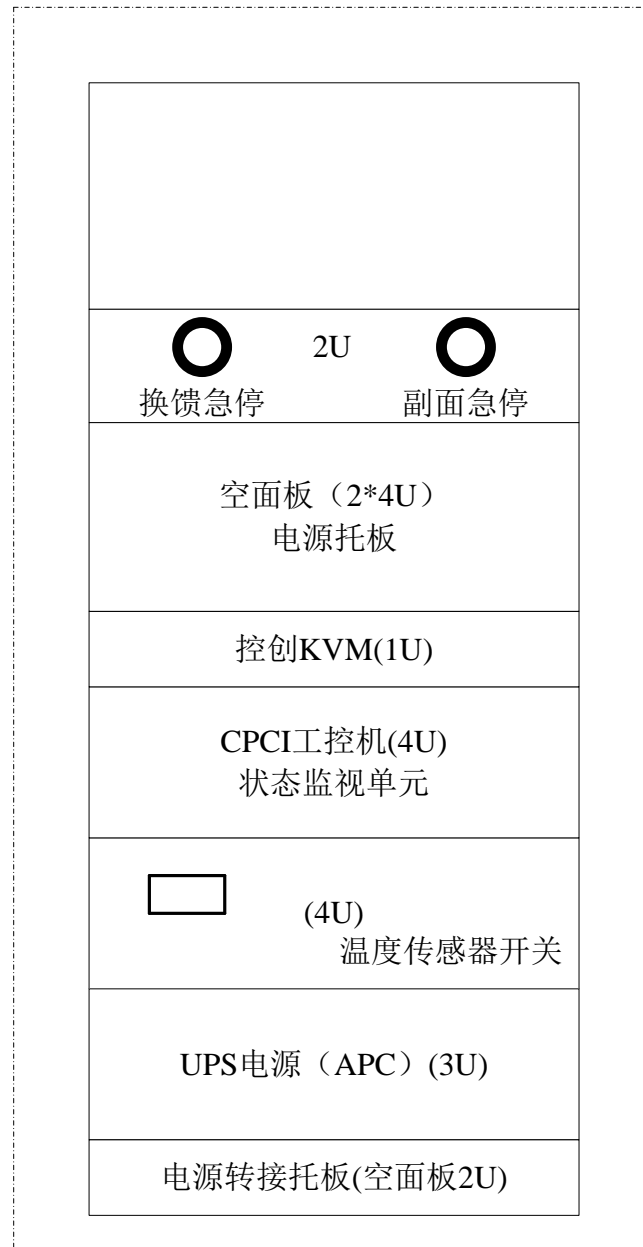 2U
换馈急停 副面急停
空面板（2*4U）
电源托板
控创KVM(1U)
CPCI工控机(4U)
状态监视单元
(4U)
温度传感器开关
UPS电源（APC）(3U)
电源转接托板(空面板2U)